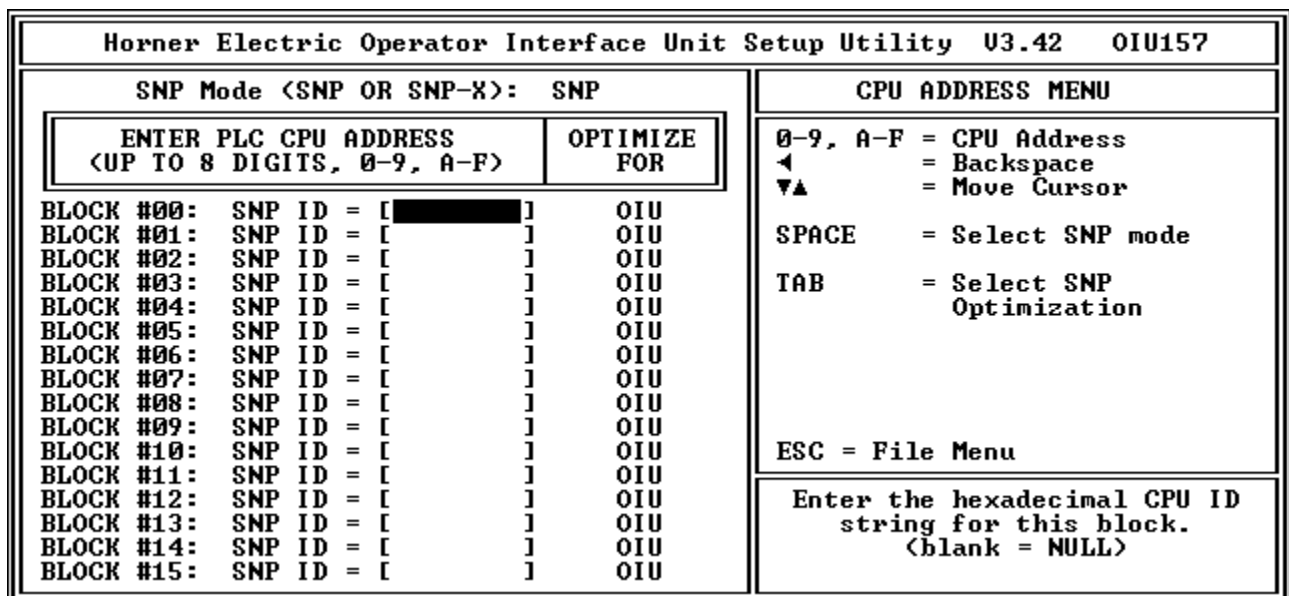 Horner Electric Operator Interface Unit Setup Utility V3.42 OIU157
SNP Mode (SNP OR SNP-X): SNP
ENTER PLC CPU ADDRESS
(UP TO 8 DIGITS, 0-9, A-F)
OPTIMIZE
FOR
BLOCK #00: SNP ID = [ ] OIU
BLOCK #01: SNP ID = [ ] OIU
BLOCK #02: SNP ID = [ ] OIU
BLOCK #03: SNP ID = [ ] OIU
BLOCK #04: SNP ID = [ ] OIU
BLOCK #05: SNP ID = [ ] OIU
BLOCK #06: SNP ID = [ ] OIU
BLOCK #07: SNP ID = [ ] OIU
BLOCK #08: SNP ID = [ ] OIU
BLOCK #09: SNP ID = [ ] OIU
BLOCK #10: SNP ID = [ ] OIU
BLOCK #11: SNP ID = [ ] OIU
BLOCK #12: SNP ID = [ ] OIU
BLOCK #13: SNP ID = [ ] OIU
BLOCK #14: SNP ID = [ ] OIU
BLOCK #15: SNP ID = [ ] OIU
CPU ADDRESS MENU
0-9, A-F = CPU Address
◄ = Backspace
▼▲ = Move Cursor
SPACE = Select SNP mode
TAB = Select SNP
Optimization
ESC = File Menu
Enter the hexadecimal CPU ID
string for this block.
(blank = NULL)